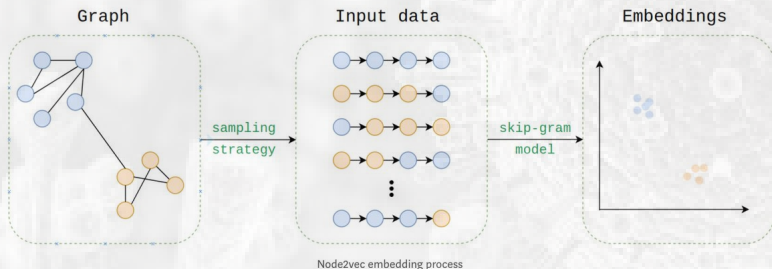 Graph
Input data
Embeddings
sampling
strategy
skip-gram
model
Node2vec embedding process